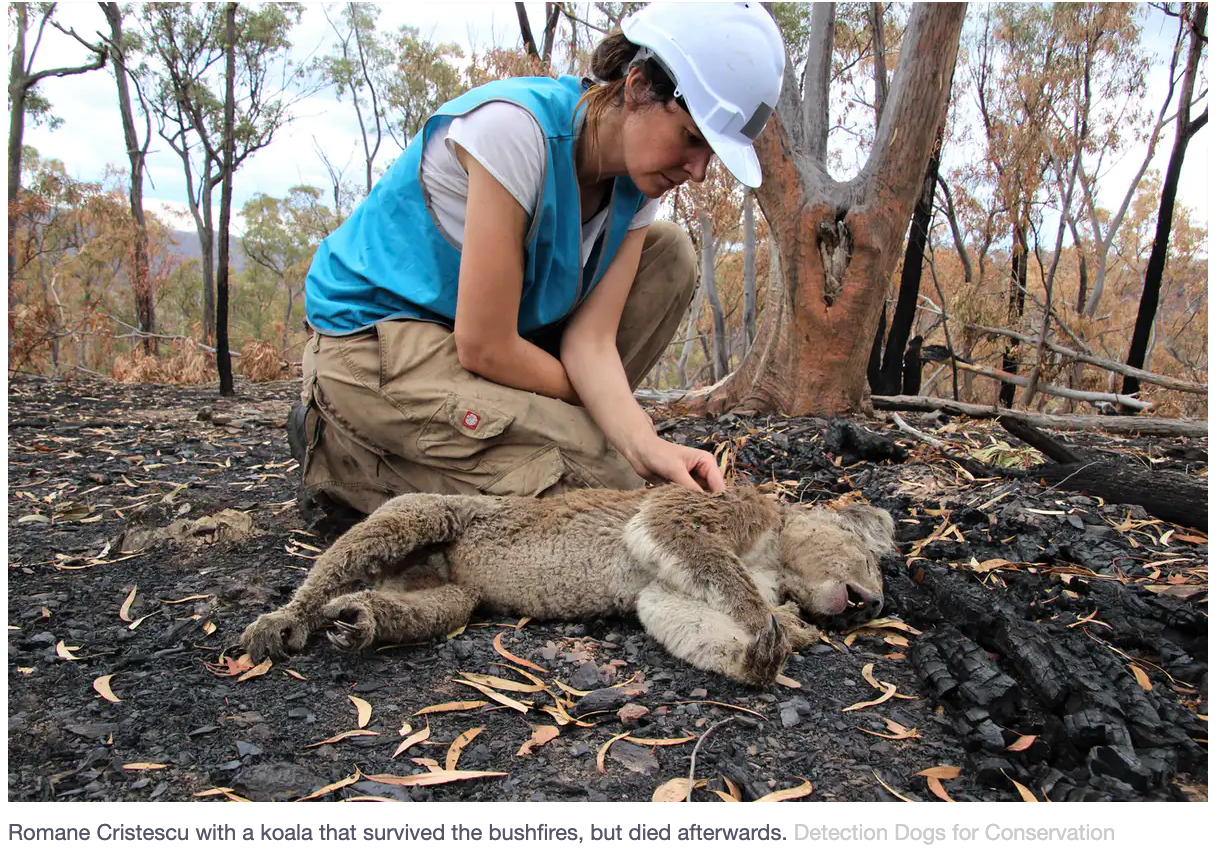 Romane Cristescu with a koala that survived the bushfires, but died afterwards. Detection Dogs for Conservation